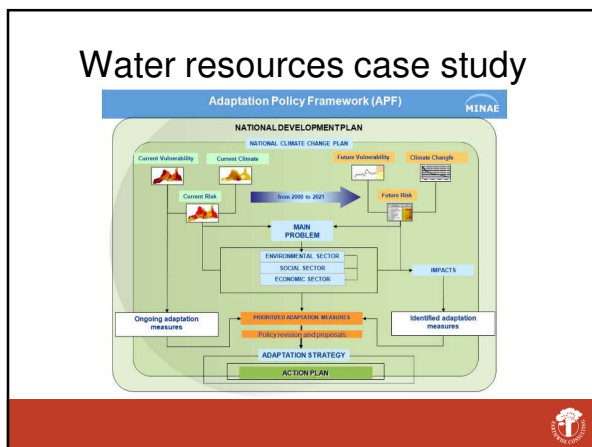 Water resources case study
Adaptation Policy Framework (APF)
MINAE
NATIONAL DEVELOPMENT PLAN
NATIONAL CLIMATE CHANGE PLAN
Current Vulnerability
Current Climate
Future Vulnerability
Climate Change
Current Risk
from 2000 to 2021
Future Risk
MAIN
PROBLEM
ENVIRONMENTAL SECTOR
SOCIAL SECTOR
ECONOMIC SECTOR
IMPACTS
Ongoing adaptation
measures
PRIORITIZED ADAPTATION MEASURES
Identified adaptation
measures
Policy revision and proposals
ADAPTATION STRATEGY
ACTION PLAN
EARTHWISE CONSULTING